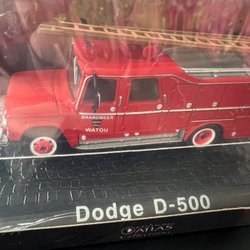 BRANDWEER
WATOU
Dodge D-500
ATLAS